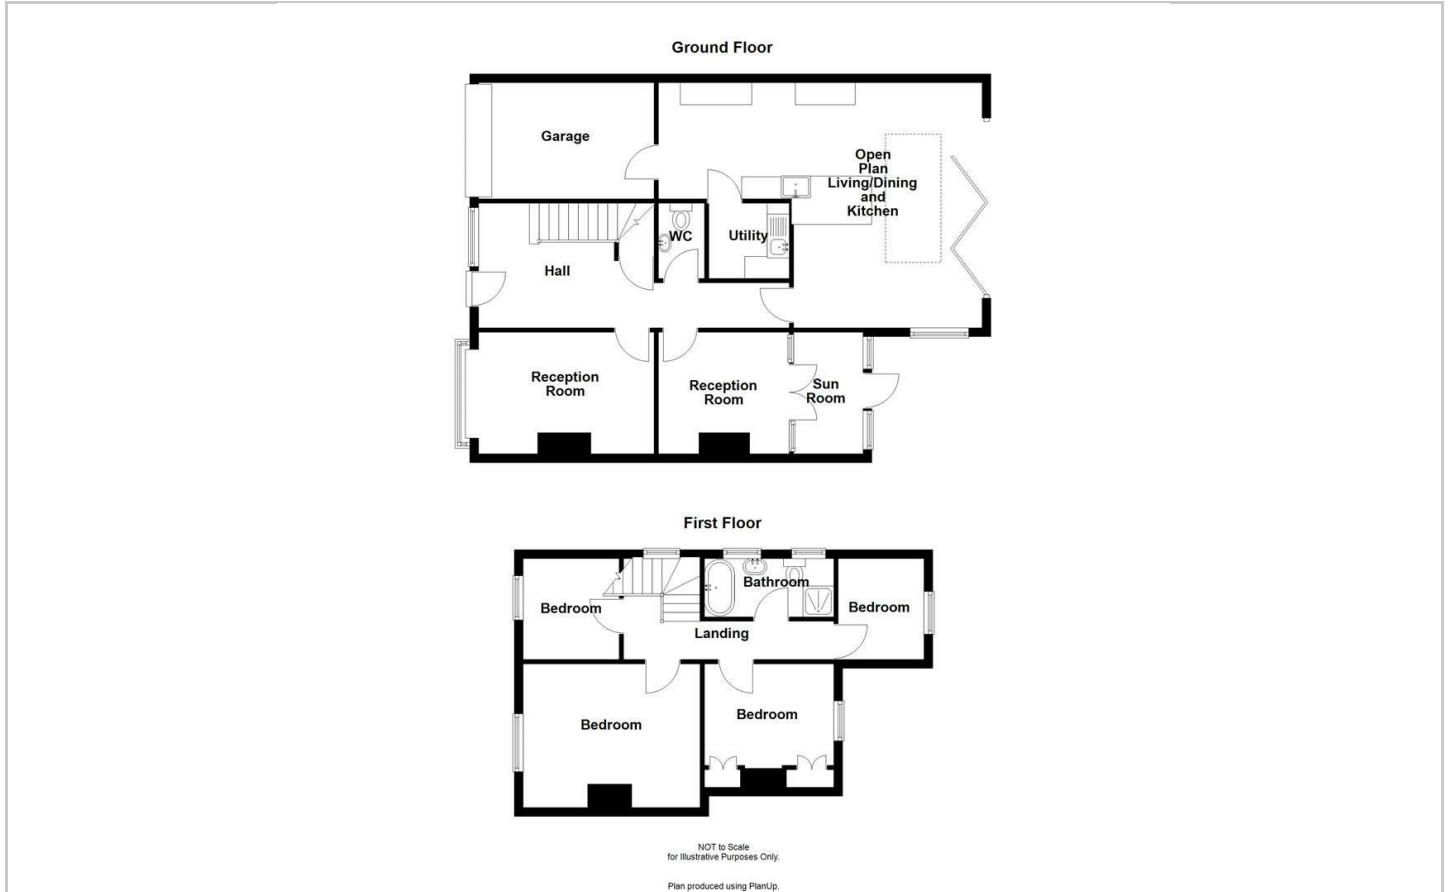 Ground Floor
Garage
Open
Plan
Living/Dining
and
Kitchen
WC
Utility
Hall
Reception
Room
Reception
Room
Sun
Room
First Floor
Bedroom
Bathroom
Bedroom
Landing
Bedroom
Bedroom
NOT to Scale
for Illustrative Purposes Only.
Plan produced using PlanUp.